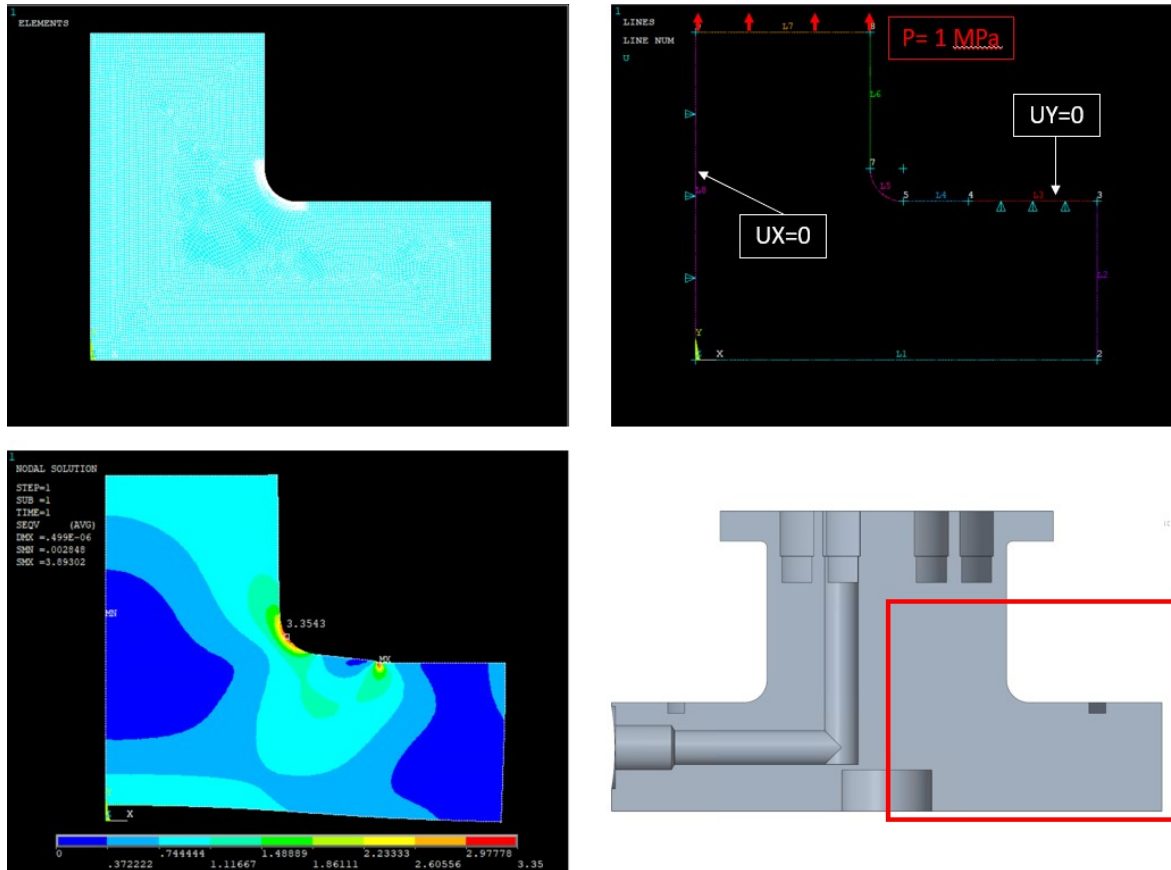 1
ELEMENTS
X
1
LINES
LINE NUM
U
L7
8
P= 1 MPa
L6
UY=0
7
L5
5
L4
4
L3
3
L8
UX=0
L2
Y
X
L1
2
1
NODAL SOLUTION
STEP=1
SUB =1
TIME=1
SEQV (AVG)
DMX =.499E-06
SMN =.002848
SMX =3.89302
MN
3.3543
MX
X
0 .744444 1.48889 2.23333 2.97778
.372222 1.11667 1.86111 2.60556 3.35